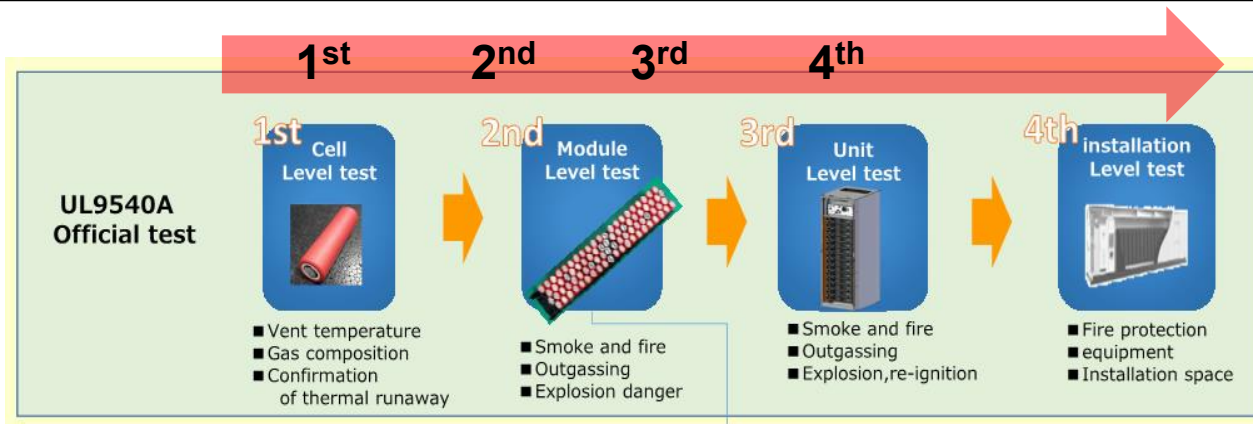 1st 2nd 3rd 4th
UL9540A
Official test
1st
Cell
Level test
■ Vent temperature
■ Gas composition
■ Confirmation
of thermal runaway
2nd
Module
Level test
■ Smoke and fire
■ Outgassing
■ Explosion danger
3rd
Unit
Level test
■ Smoke and fire
■ Outgassing
■ Explosion,re-ignition
4th
installation
Level test
■ Fire protection
■ equipment
■ Installation space